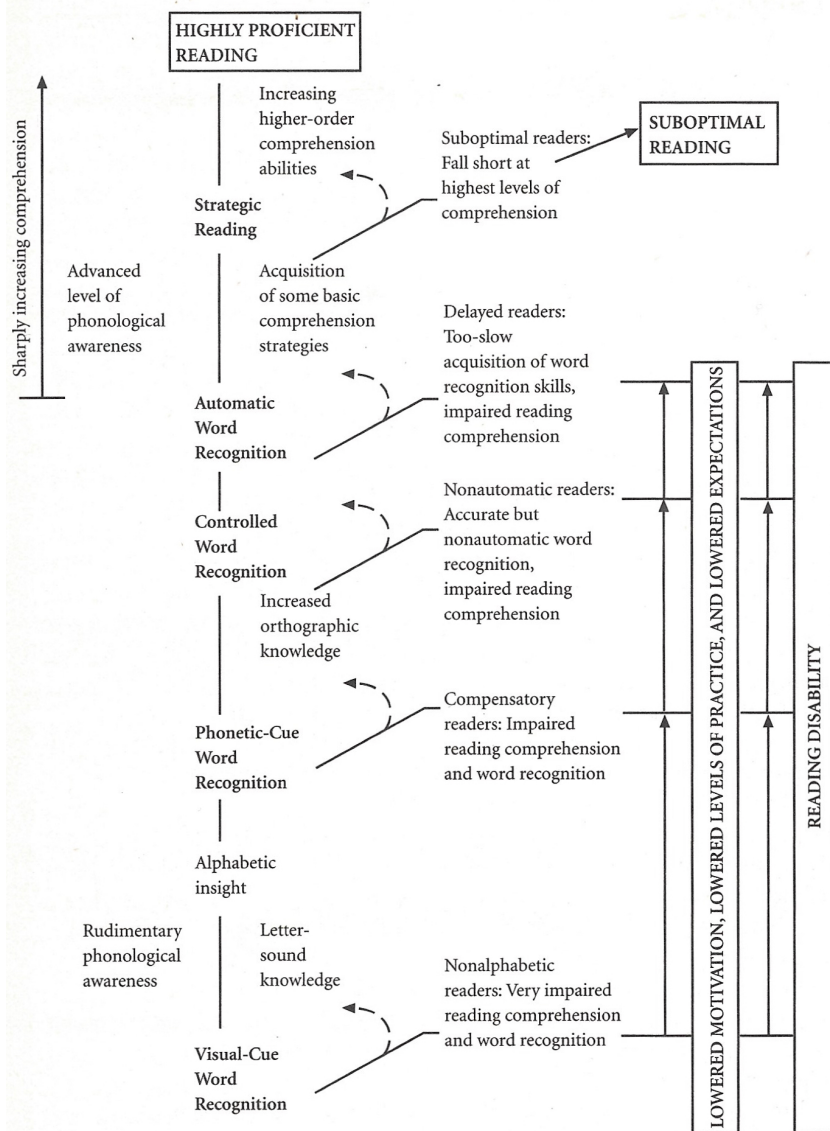 HIGHLY PROFICIENT
READING
Increasing
higher-order
comprehension
abilities
Suboptimal readers:
Fall short at
highest levels of
comprehension
SUBOPTIMAL
READING
Strategic
Reading
Sharply increasing comprehension
Advanced
level of
phonological
awareness
Acquisition
of some basic
comprehension
strategies
Delayed readers:
Too-slow
acquisition of word
recognition skills,
impaired reading
comprehension
Automatic
Word
Recognition
Nonautomatic readers:
Accurate but
nonautomatic word
recognition,
impaired reading
comprehension
Controlled
Word
Recognition
Increased
orthographic
knowledge
Compensatory
readers: Impaired
reading comprehension
and word recognition
Phonetic-Cue
Word
Recognition
Alphabetic
insight
Rudimentary
phonological
awareness
Letter-
sound
knowledge
Nonalphabetic
readers: Very impaired
reading comprehension
and word recognition
Visual-Cue
Word
Recognition
LOWERED MOTIVATION, LOWERED LEVELS OF PRACTICE, AND LOWERED EXPECTATIONS
READING DISABILITY